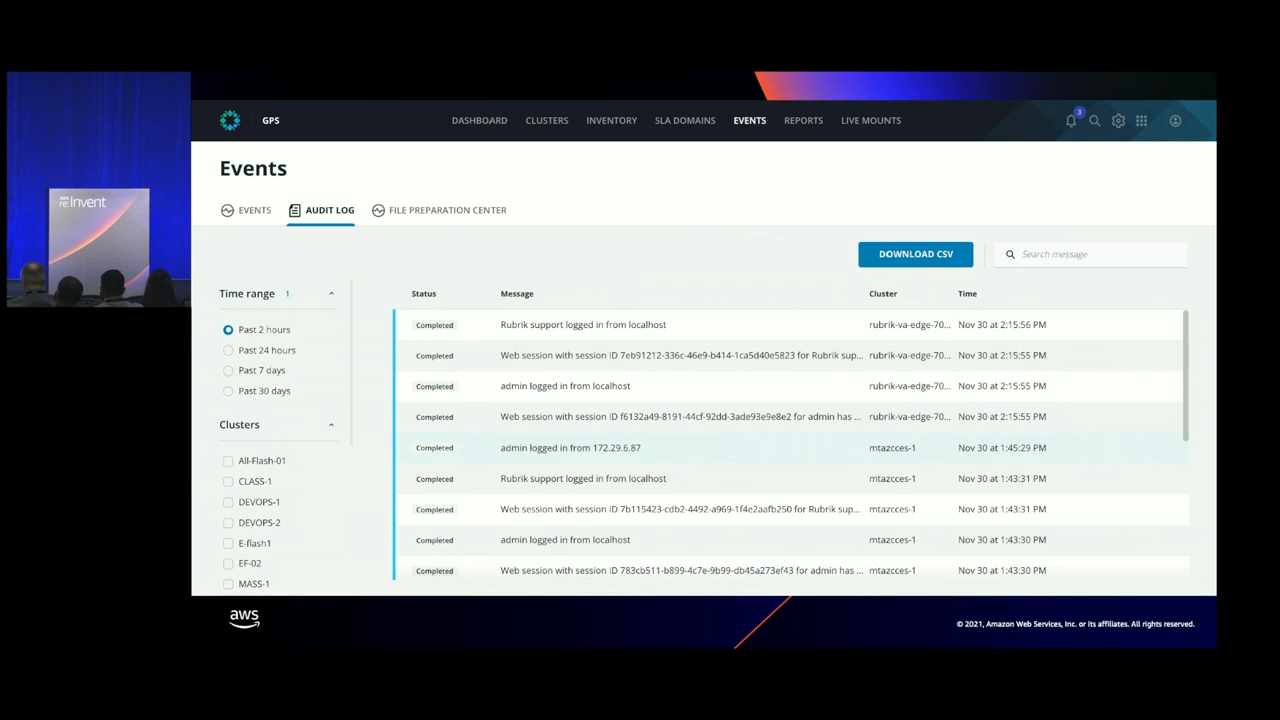 aws
re:Invent
GPS
DASHBOARD CLUSTERS INVENTORY SLA DOMAINS EVENTS REPORTS LIVE MOUNTS
3
Events
EVENTS AUDIT LOG FILE PREPARATION CENTER
DOWNLOAD CSV
Search message
Time range 1
Past 2 hours
Past 24 hours
Past 7 days
Past 30 days
Clusters
All-Flash-01
CLASS-1
DEVOPS-1
DEVOPS-2
E-flash1
EF-02
MASS-1
Status Message Cluster Time
Completed Rubrik support logged in from localhost rubrik-va-edge-70... Nov 30 at 2:15:56 PM
Completed Web session with session ID 7eb91212-336c-46e9-b414-1ca5d40e5823 for Rubrik sup... rubrik-va-edge-70... Nov 30 at 2:15:55 PM
Completed admin logged in from localhost rubrik-va-edge-70... Nov 30 at 2:15:55 PM
Completed Web session with session ID f6132a49-8191-44cf-92dd-3ade93e9e8e2 for admin has ... rubrik-va-edge-70... Nov 30 at 2:15:55 PM
Completed admin logged in from 172.29.6.87 mtazcces-1 Nov 30 at 1:45:29 PM
Completed Rubrik support logged in from localhost mtazcces-1 Nov 30 at 1:43:31 PM
Completed Web session with session ID 7b115423-cdb2-4492-a969-1f4e2aafb250 for Rubrik sup... mtazcces-1 Nov 30 at 1:43:31 PM
Completed admin logged in from localhost mtazcces-1 Nov 30 at 1:43:30 PM
Completed Web session with session ID 783cb511-b899-4c7e-9b99-db45a273ef43 for admin has ... mtazcces-1 Nov 30 at 1:43:30 PM
aws
© 2021, Amazon Web Services, Inc. or its affiliates. All rights reserved.